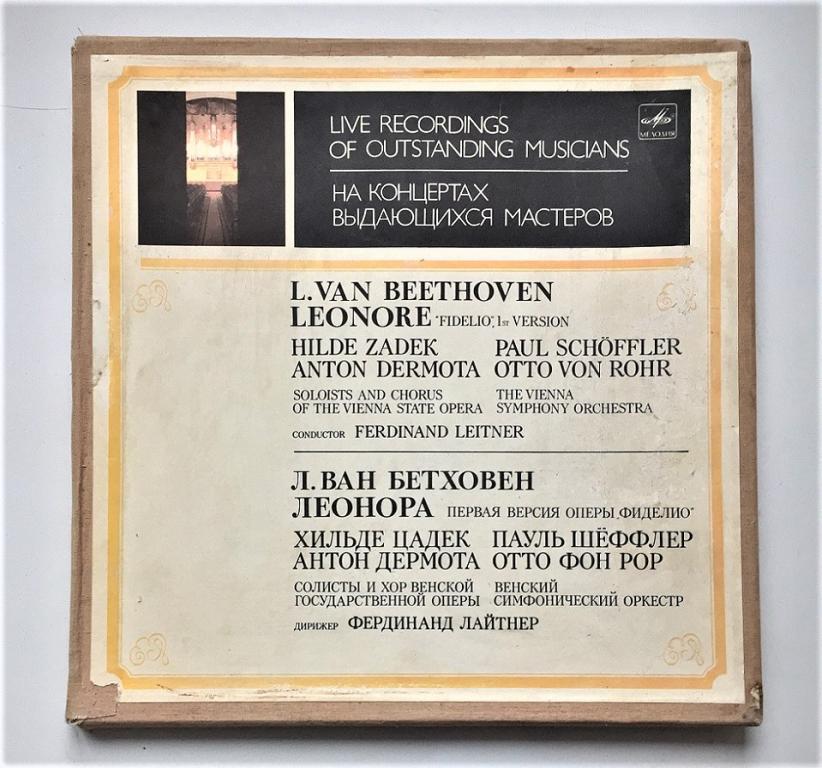 LIVE RECORDINGS
OF OUTSTANDING MUSICIANS
МЕЛОДИЯ
НА КОНЦЕРТАХ
ВЫДАЮЩИХСЯ МАСТЕРОВ
L. VAN BEETHOVEN
LEONORE "FIDELIO", 1ST VERSION
HILDE ZADEK PAUL SCHÖFFLER
ANTON DERMOTA OTTO VON ROHR
SOLOISTS AND CHORUS THE VIENNA
OF THE VIENNA STATE OPERA SYMPHONY ORCHESTRA
CONDUCTOR FERDINAND LEITNER
Л. ВАН БЕТХОВЕН
ЛЕОНОРА ПЕРВАЯ ВЕРСИЯ ОПЕРЫ „ФИДЕЛИО"
ХИЛЬДЕ ЦАДЕК ПАУЛЬ ШЁФФЛЕР
АНТОН ДЕРМОТА ОТТО ФОН РОР
СОЛИСТЫ И ХОР ВЕНСКОЙ ВЕНСКИЙ
ГОСУДАРСТВЕННОЙ ОПЕРЫ СИМФОНИЧЕСКИЙ ОРКЕСТР
ДИРИЖЕР ФЕРДИНАНД ЛАЙТНЕР